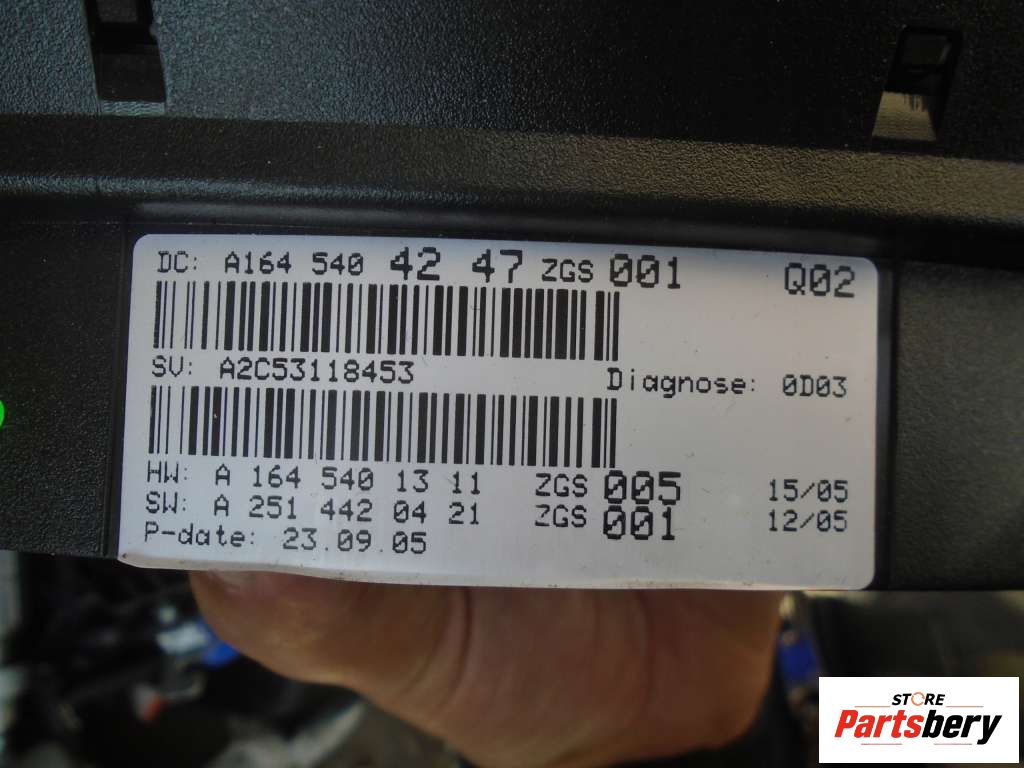 DC: A164 540 42 47 ZGS 001 Q02
SV: A2C53118453
Diagnose: 0D03
HW: A 164 540 13 11 ZGS 005 15/05
SW: A 251 442 04 21 ZGS 001 12/05
P-date: 23.09.05
STORE
Partsbery